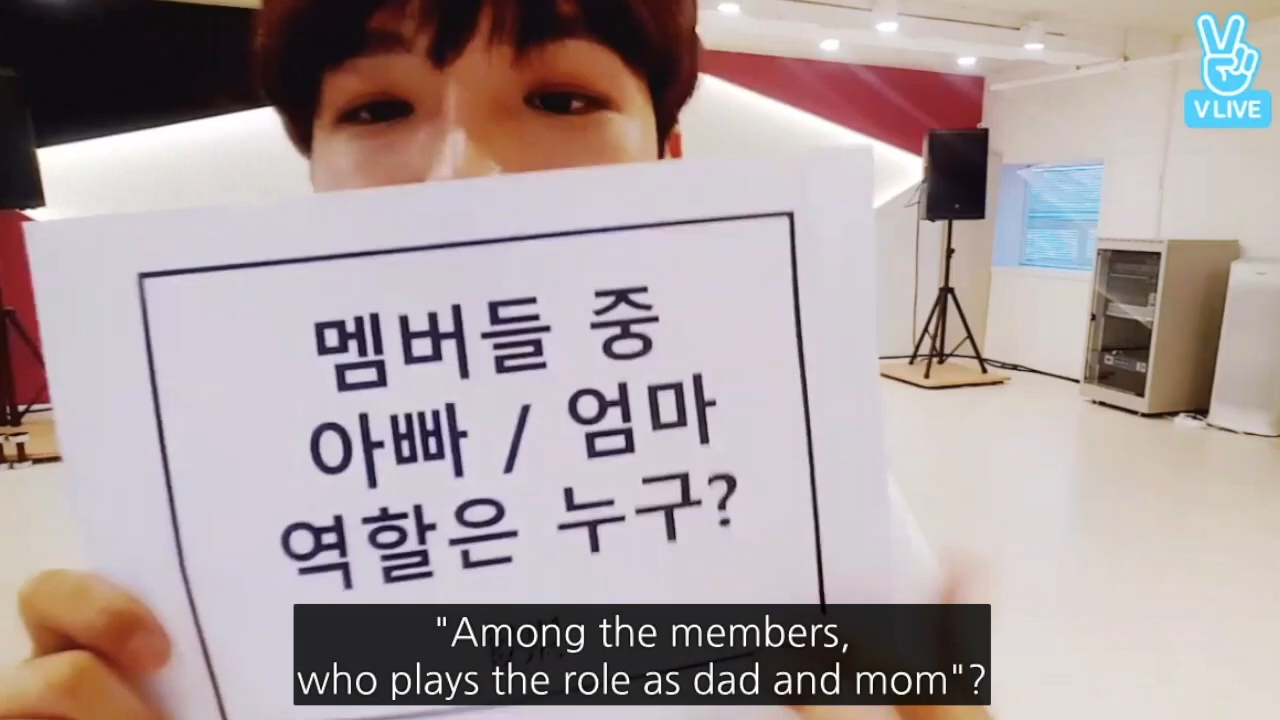 V LIVE
멤버들 중
아빠 / 엄마
역할은 누구?
"Among the members,
who plays the role as dad and mom"?